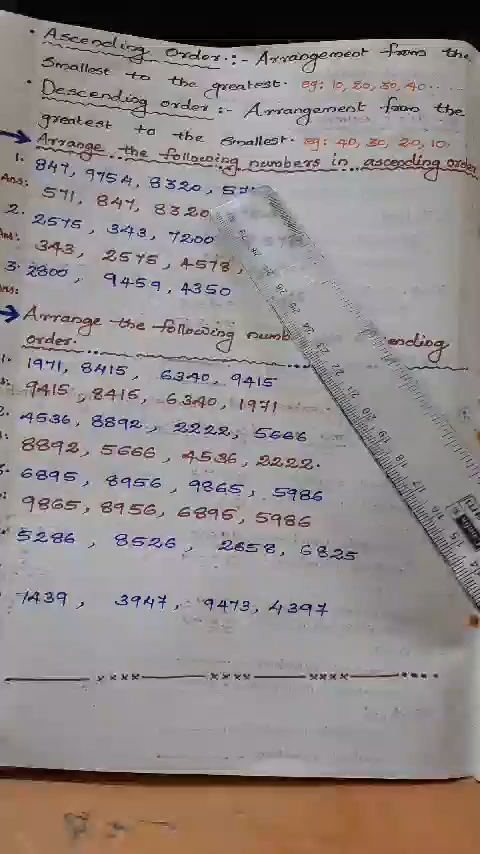 • Ascending order :- Arrangement from the
smallest to the greatest. eg: 10, 20, 30, 40......
• Descending order :- Arrangement from the
greatest to the smallest. eg: 40, 30, 20, 10.
→ Arrange the following numbers in ascending order
1. 847, 9754, 8320, 57
Ans: 571, 847, 8320
2. 2575, 343, 7200
Ans: 343, 2575, 4578,
3. 2800, 9459, 4350
Ans:
→ Arrange the following numb ending
order.
1. 1971, 8415, 6340, 9415
9415, 8415, 6340, 1971
2. 4536, 8892, 2222, 5666
8892, 5666, 4536, 2222.
6895, 8956, 9865, 5986
9865, 8956, 6895, 5986
5286, 8526, 2658, 6825
7439, 3947, 9473, 4397